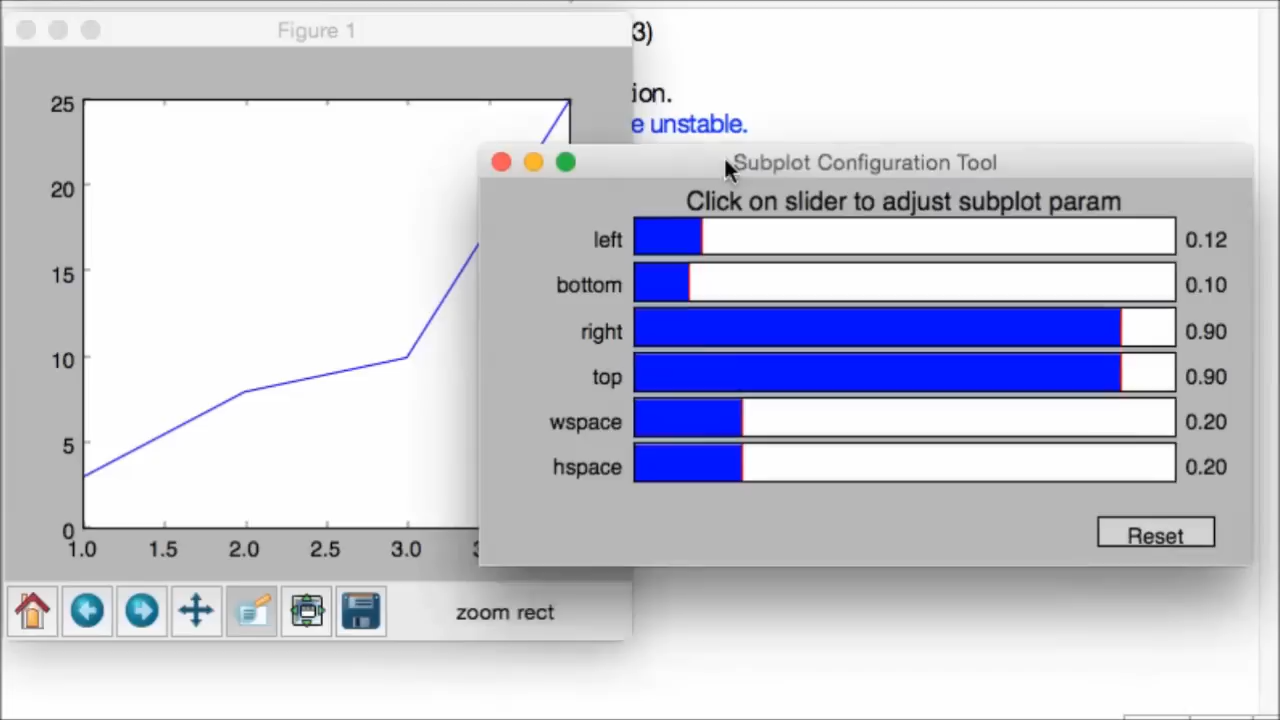 Figure 1
3)
ion.
e unstable.
Subplot Configuration Tool
Click on slider to adjust subplot param
left 0.12
bottom 0.10
right 0.90
top 0.90
wspace 0.20
hspace 0.20
Reset
25
20
15
10
5
0
1.0 1.5 2.0 2.5 3.0
zoom rect